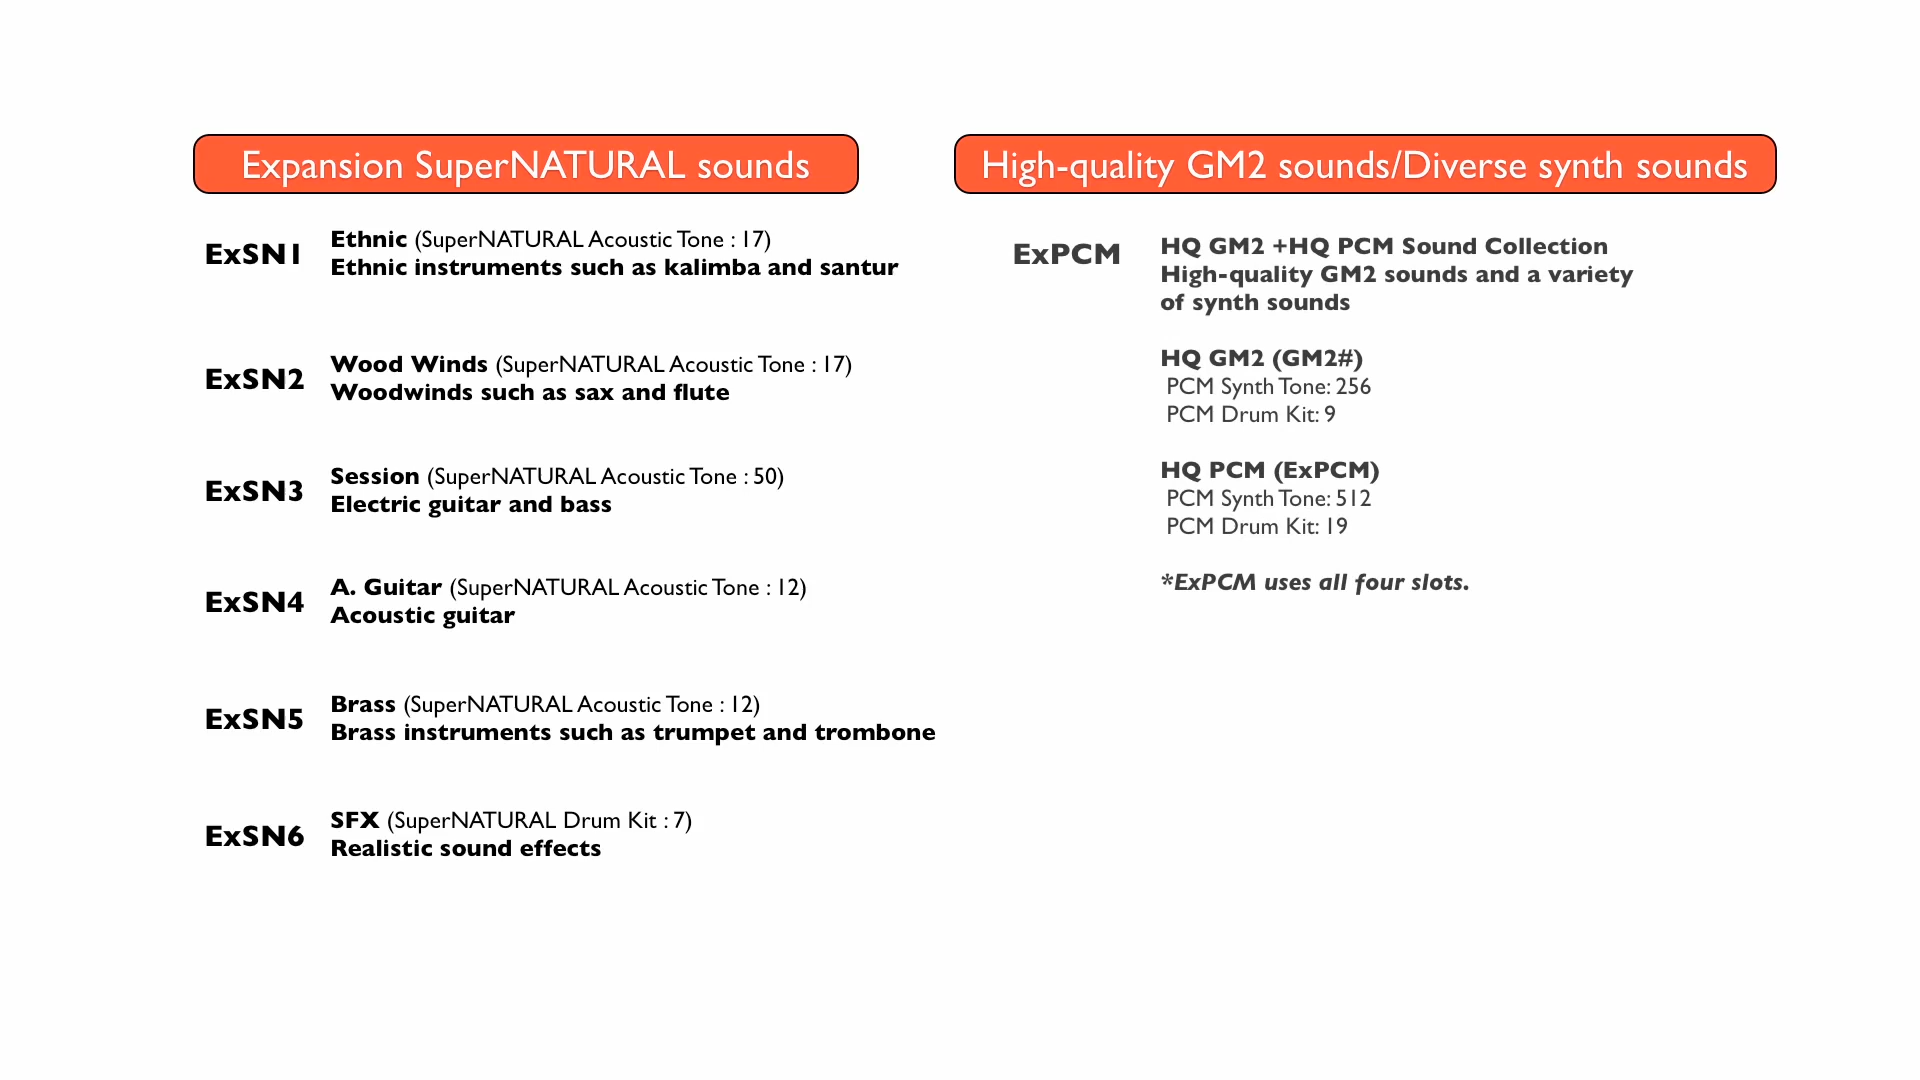 Expansion SuperNATURAL sounds
ExSN1
Ethnic (SuperNATURAL Acoustic Tone : 17)
Ethnic instruments such as kalimba and santur
ExSN2
Wood Winds (SuperNATURAL Acoustic Tone : 17)
Woodwinds such as sax and flute
ExSN3
Session (SuperNATURAL Acoustic Tone : 50)
Electric guitar and bass
ExSN4
A. Guitar (SuperNATURAL Acoustic Tone : 12)
Acoustic guitar
ExSN5
Brass (SuperNATURAL Acoustic Tone : 12)
Brass instruments such as trumpet and trombone
ExSN6
SFX (SuperNATURAL Drum Kit : 7)
Realistic sound effects
High-quality GM2 sounds/Diverse synth sounds
ExPCM
HQ GM2 +HQ PCM Sound Collection
High-quality GM2 sounds and a variety
of synth sounds
HQ GM2 (GM2#)
PCM Synth Tone: 256
PCM Drum Kit: 9
HQ PCM (ExPCM)
PCM Synth Tone: 512
PCM Drum Kit: 19
*ExPCM uses all four slots.